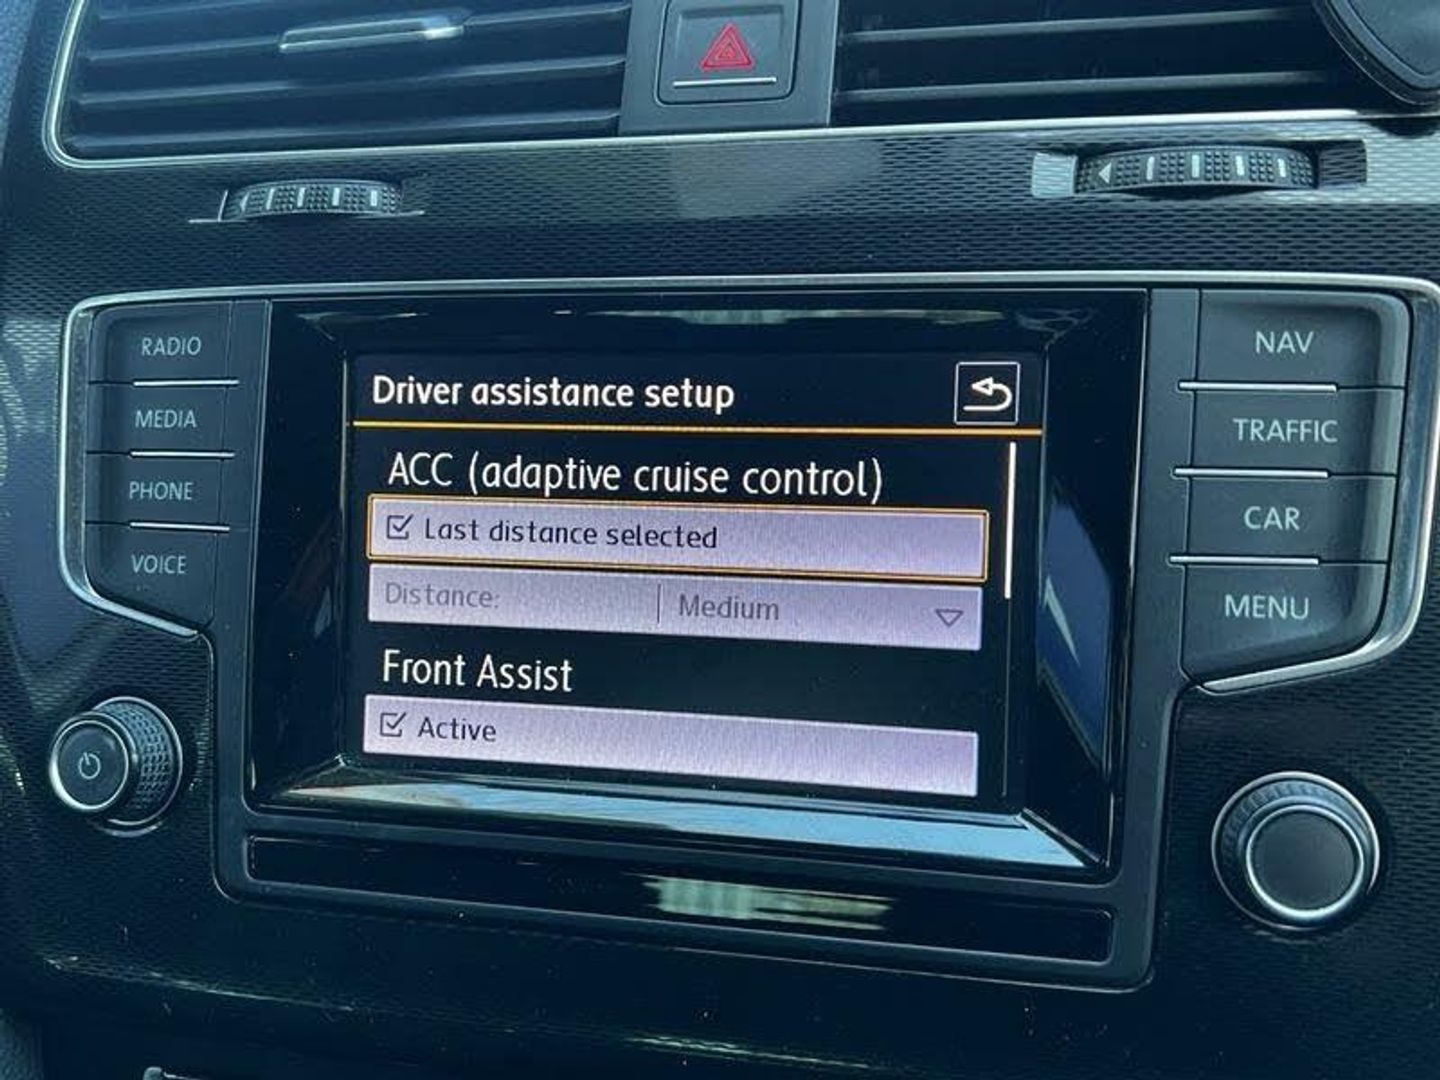 RADIO
MEDIA
PHONE
VOICE
Driver assistance setup
ACC (adaptive cruise control)
Last distance selected
Distance: Medium
Front Assist
Active
NAV
TRAFFIC
CAR
MENU